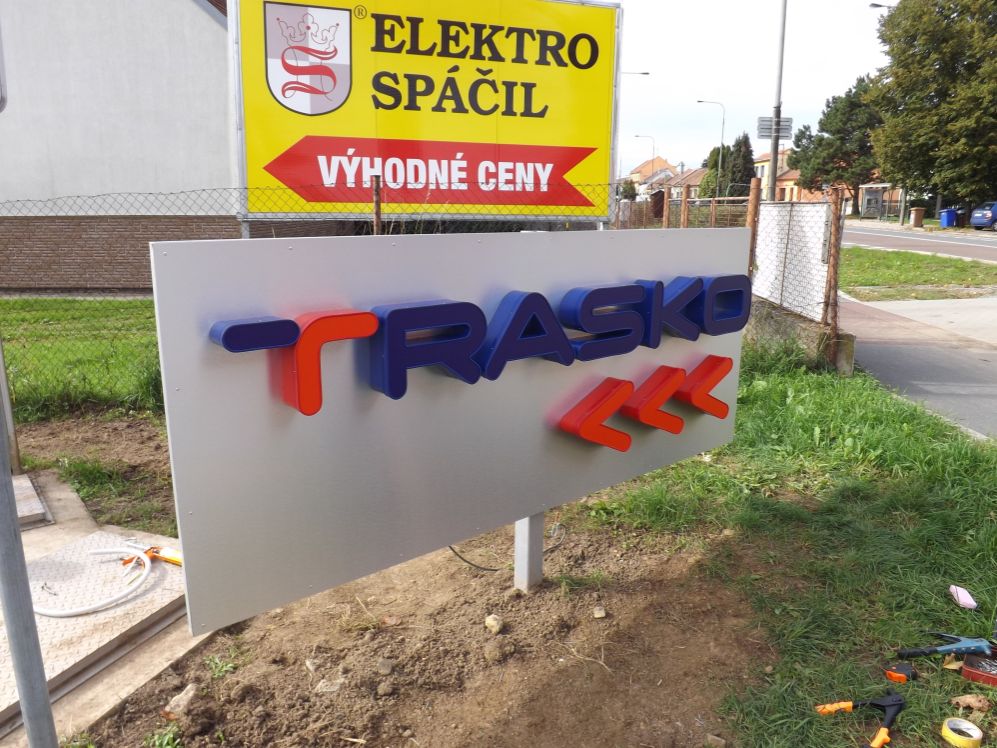 ELEKTRO
SPÁČIL
®
VÝHODNÉ CENY
TRASKO